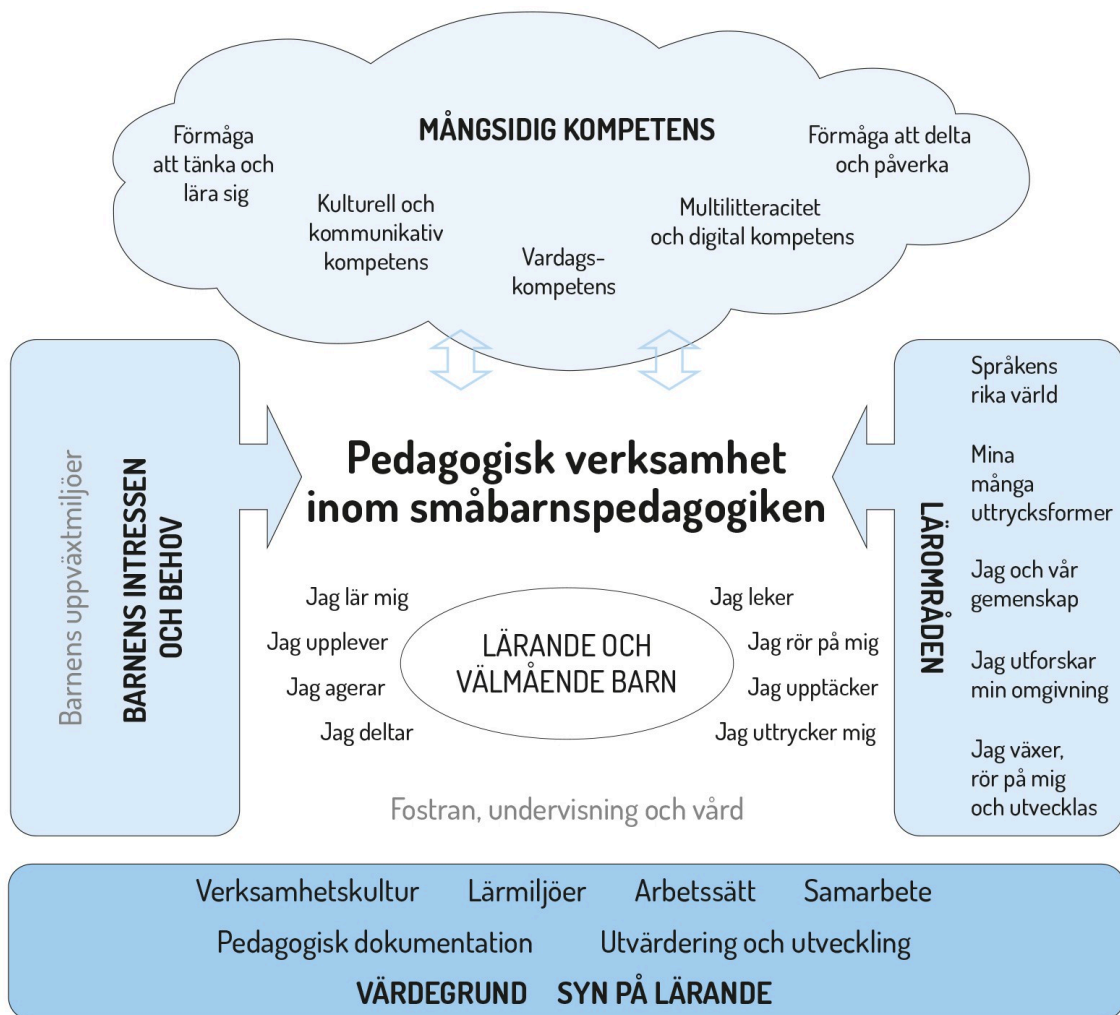 MÅNGSIDIG KOMPETENS
Förmåga
att tänka och
lära sig
Kulturell och
kommunikativ
kompetens
Vardags-
kompetens
Multilitteracitet
och digital kompetens
Förmåga att delta
och påverka
Barnens uppväxtmiljöer
BARNENS INTRESSEN
OCH BEHOV
Pedagogisk verksamhet
inom småbarnspedagogiken
Jag lär mig
Jag upplever
Jag agerar
Jag deltar
LÄRANDE OCH
VÄLMÅENDE BARN
Jag leker
Jag rör på mig
Jag upptäcker
Jag uttrycker mig
Fostran, undervisning och vård
LÄROMRÅDEN
Språkens
rika värld
Mina
många
uttrycksformer
Jag och vår
gemenskap
Jag utforskar
min omgivning
Jag växer,
rör på mig
och utvecklas
Verksamhetskultur Lärmiljöer Arbetssätt Samarbete
Pedagogisk dokumentation Utvärdering och utveckling
VÄRDEGRUND SYN PÅ LÄRANDE